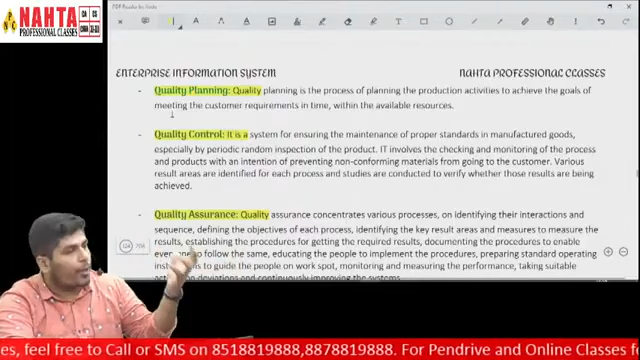 NAHTA
PROFESSIONAL CLASSES
PDF Reader by Xodo
ENTERPRISE INFORMATION SYSTEM
NAHTA PROFESSIONAL CLASSES
- Quality Planning: Quality planning is the process of planning the production activities to achieve the goals of
meeting the customer requirements in time, within the available resources.
- Quality Control: It is a system for ensuring the maintenance of proper standards in manufactured goods,
especially by periodic random inspection of the product. IT involves the checking and monitoring of the process
and products with an intention of preventing non-conforming materials from going to the customer. Various
result areas are identified for each process and studies are conducted to verify whether those results are being
achieved.
- Quality Assurance: Quality assurance concentrates various processes, on identifying their interactions and
sequence, defining the objectives of each process, identifying the key result areas and measures to measure the
results, establishing the procedures for getting the required results, documenting the procedures to enable
to follow the same, educating the people to implement the procedures, preparing standard operating
to guide the people on work spot, monitoring and measuring the performance, taking suitable
deviations and continuously improving the systems.
es, feel free to Call or SMS on 8518819888,8878819888. For Pendrive and Online Classes f